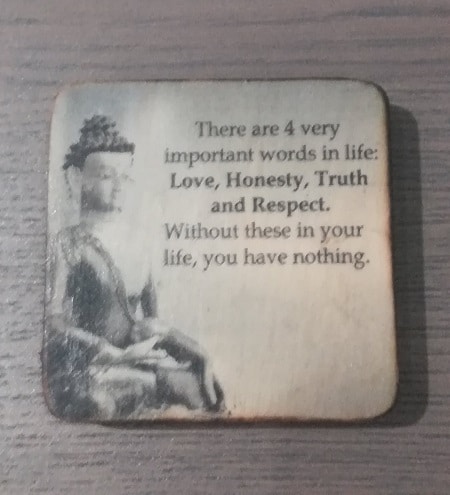 There are 4 very
important words in life:
Love, Honesty, Truth
and Respect.
Without these in your
life, you have nothing.